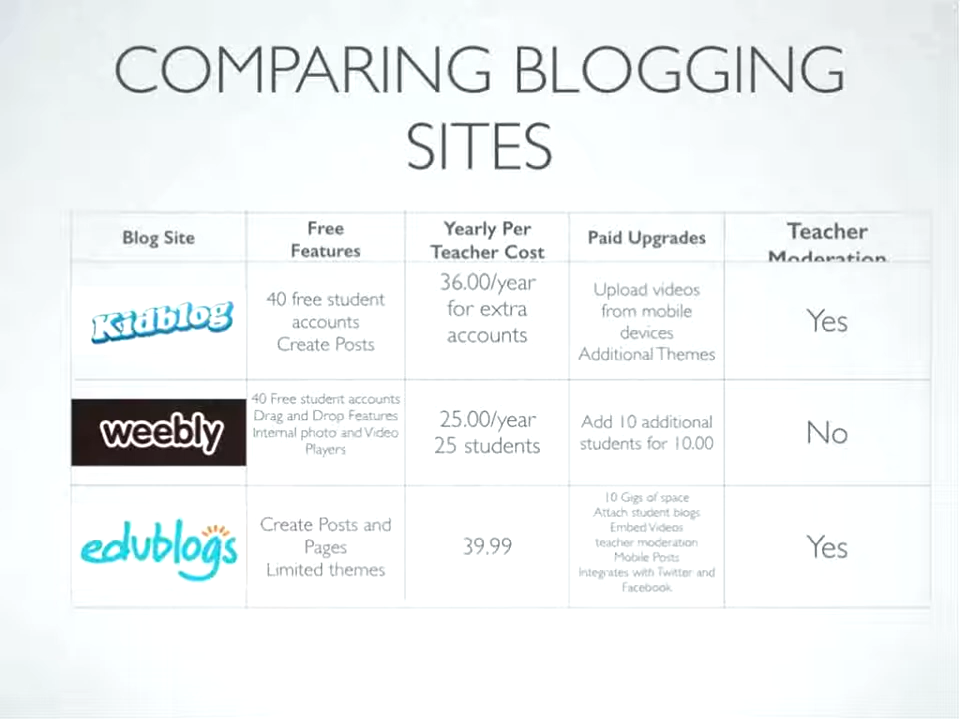 COMPARING BLOGGING
SITES
Blog Site
Free
Features
Yearly Per
Teacher Cost
Paid Upgrades
Teacher
Moderation
Kidblog
40 free student
accounts
Create Posts
36.00/year
for extra
accounts
Upload videos
from mobile
devices
Additional Themes
Yes
weebly
40 Free student accounts
Drag and Drop Features
Internal photo and Video
Players
25.00/year
25 students
Add 10 additional
students for 10.00
No
edublogs
Create Posts and
Pages
Limited themes
39.99
10 Gigs of space
Attach student blogs
Embed Videos
teacher moderation
Mobile Posts
Integrates with Twitter and
Facebook
Yes